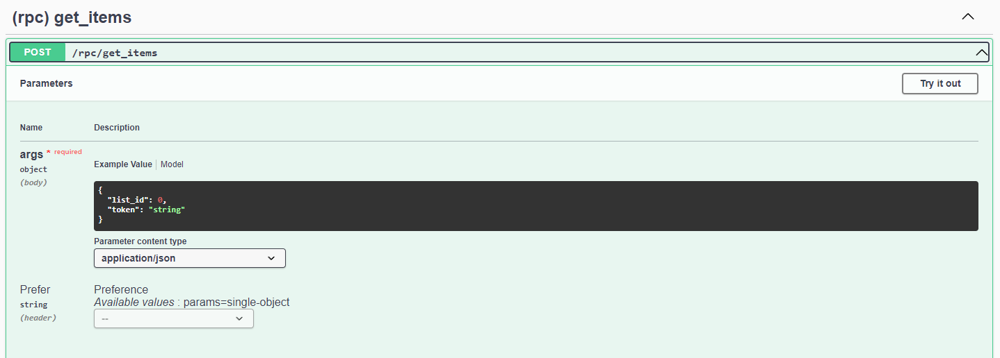 (rpc) get_items
POST /rpc/get_items
Parameters
Try it out
Name Description
args * required
object
(body)
Example Value Model
{
  "list_id": 0,
  "token": "string"
}
Parameter content type
application/json
Prefer
string
(header)
Preference
Available values : params=single-object
--